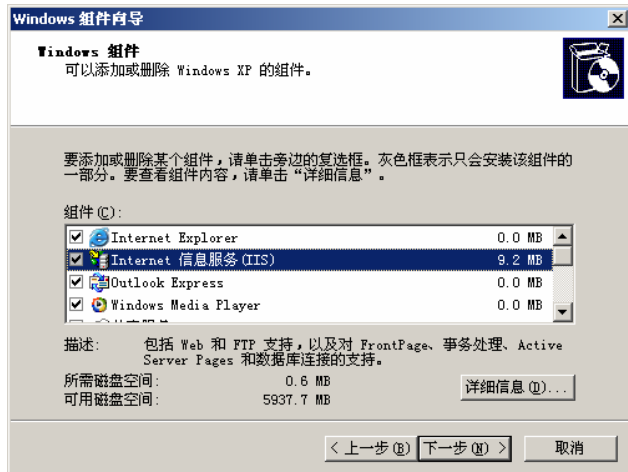 Windows 组件向导
Windows 组件
可以添加或删除 Windows XP 的组件。
要添加或删除某个组件，请单击旁边的复选框。灰色框表示只会安装该组件的
一部分。要查看组件内容，请单击“详细信息”。
组件(C):
Internet Explorer 0.0 MB
Internet 信息服务(IIS) 9.2 MB
Outlook Express 0.0 MB
Windows Media Player 0.0 MB
描述: 包括 Web 和 FTP 支持，以及对 FrontPage、事务处理、Active
Server Pages 和数据库连接的支持。
所需磁盘空间: 0.6 MB
可用磁盘空间: 5937.7 MB
详细信息(D)...
< 上一步(B) 下一步(N) > 取消